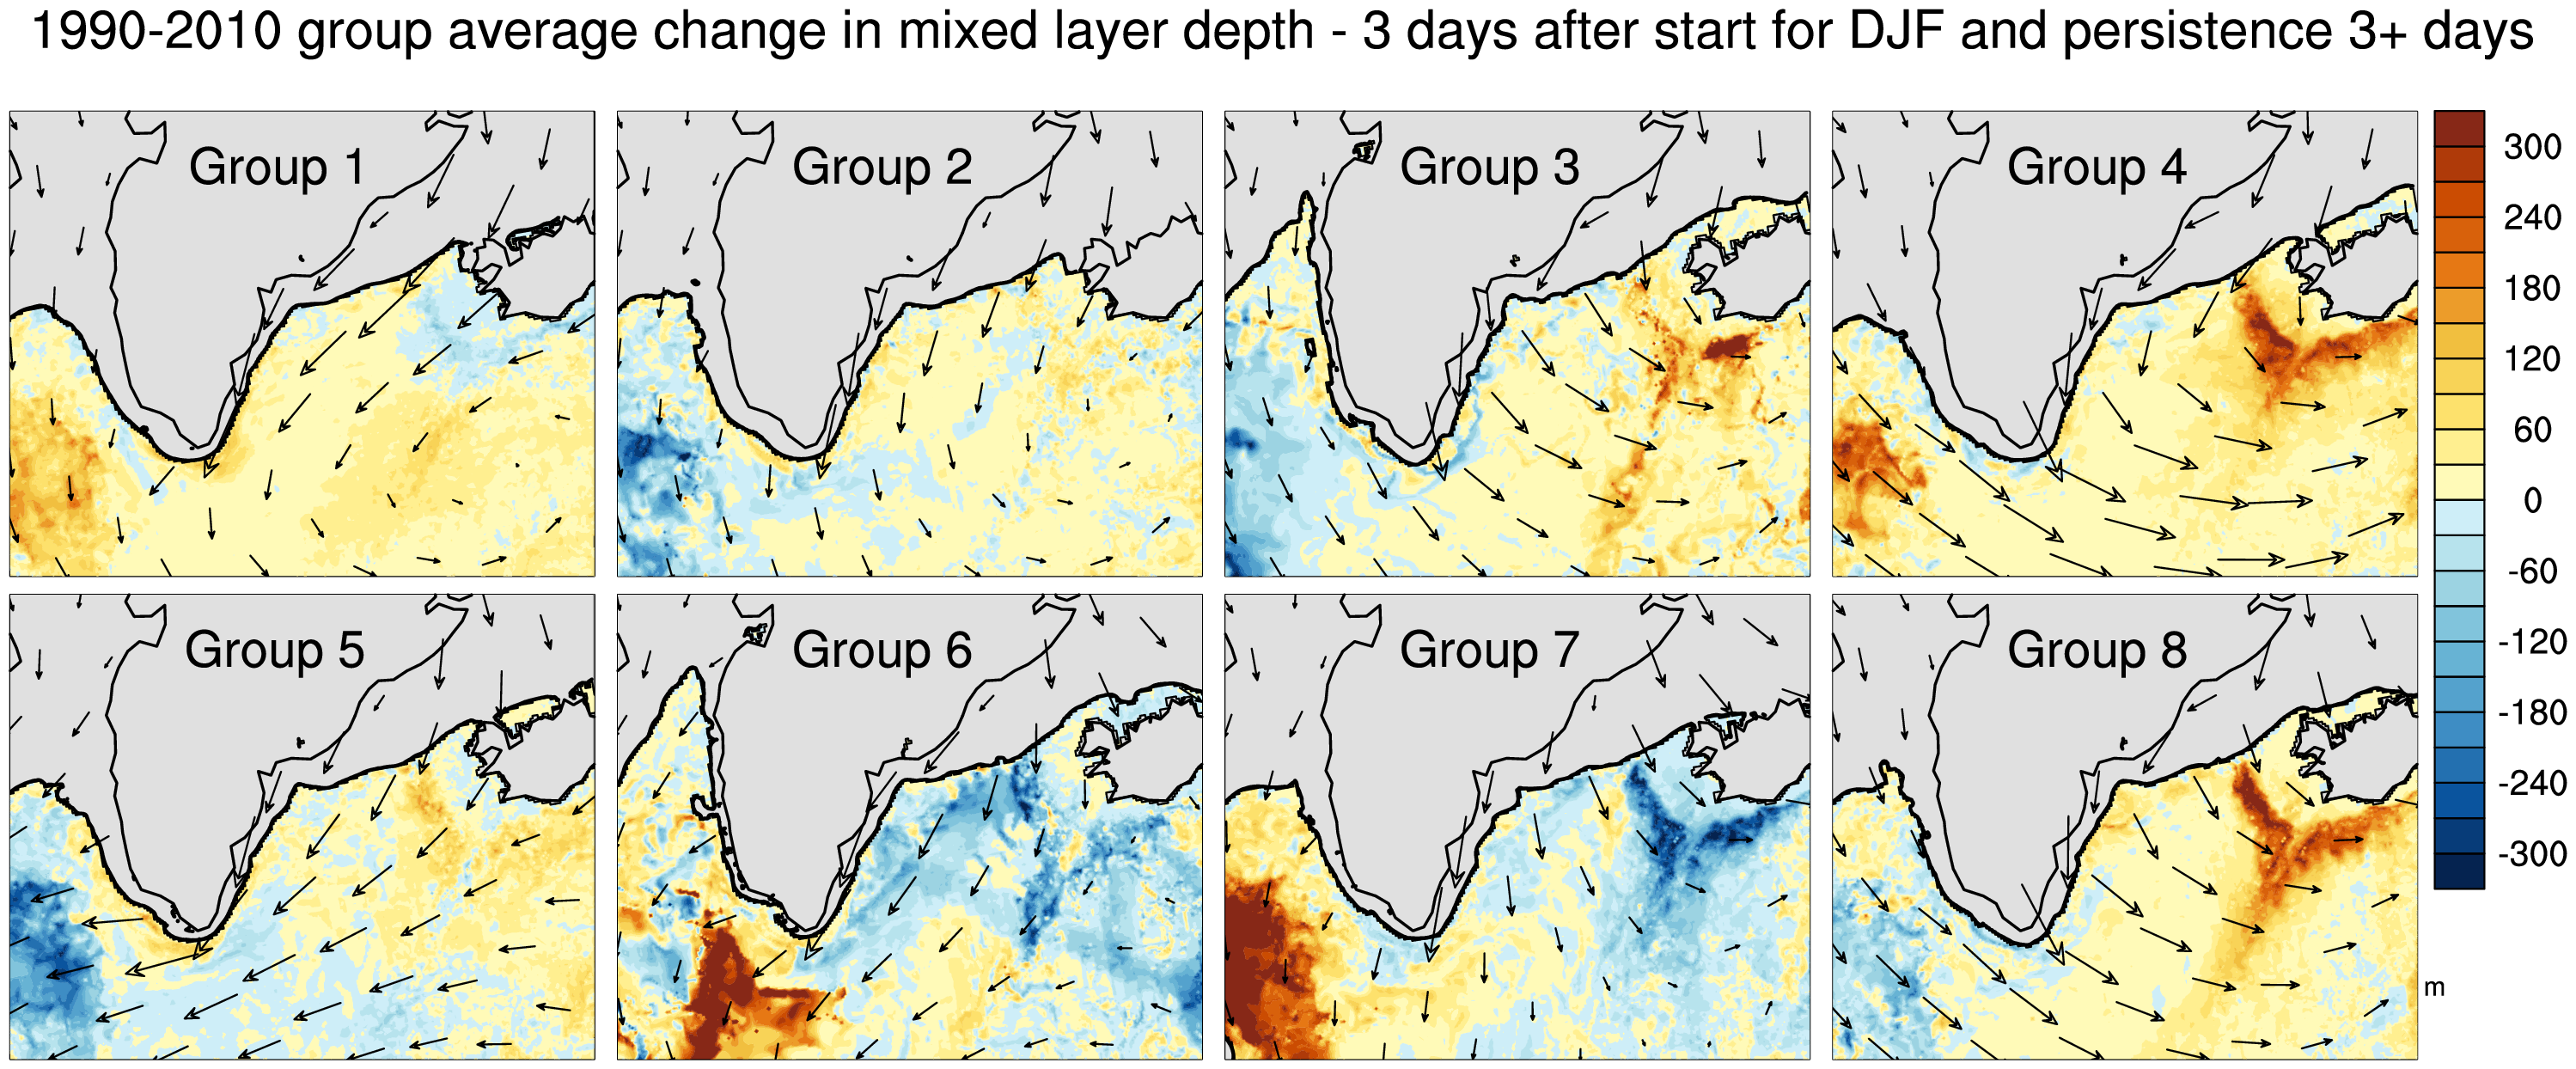 1990-2010 group average change in mixed layer depth - 3 days after start for DJF and persistence 3+ days
Group 1
Group 2
Group 3
Group 4
Group 5
Group 6
Group 7
Group 8
300
240
180
120
60
0
-60
-120
-180
-240
-300
m